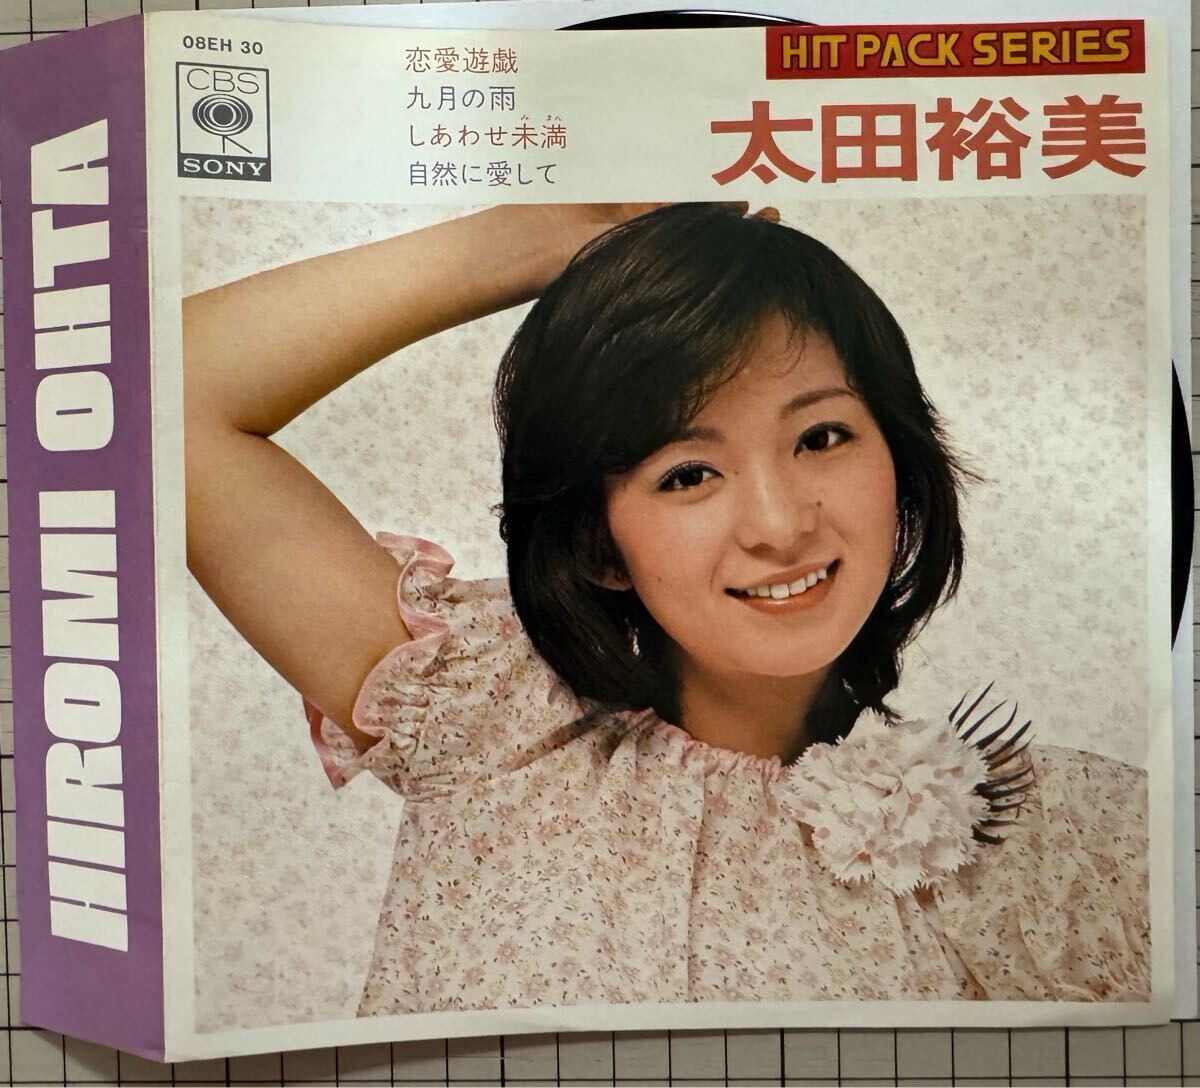 08EH 30
CBS
SONY
恋愛遊戯
九月の雨
しあわせ未満
みまん
自然に愛して
HIT PACK SERIES
太田裕美
HIROMI OHTA